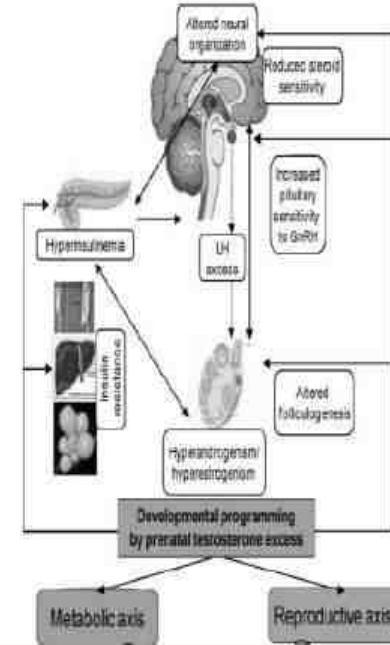 Altered neural
organization
Reduced steroid
sensitivity
Increased
pituitary
sensitivity
to GnRH
Hyperinsulinemia
LH
excess
Insulin
resistance
Altered
folliculogenesis
Hyperandrogenism/
hyperestrogenism
Developmental programming
by prenatal testosterone excess
Metabolic axis
Reproductive axis